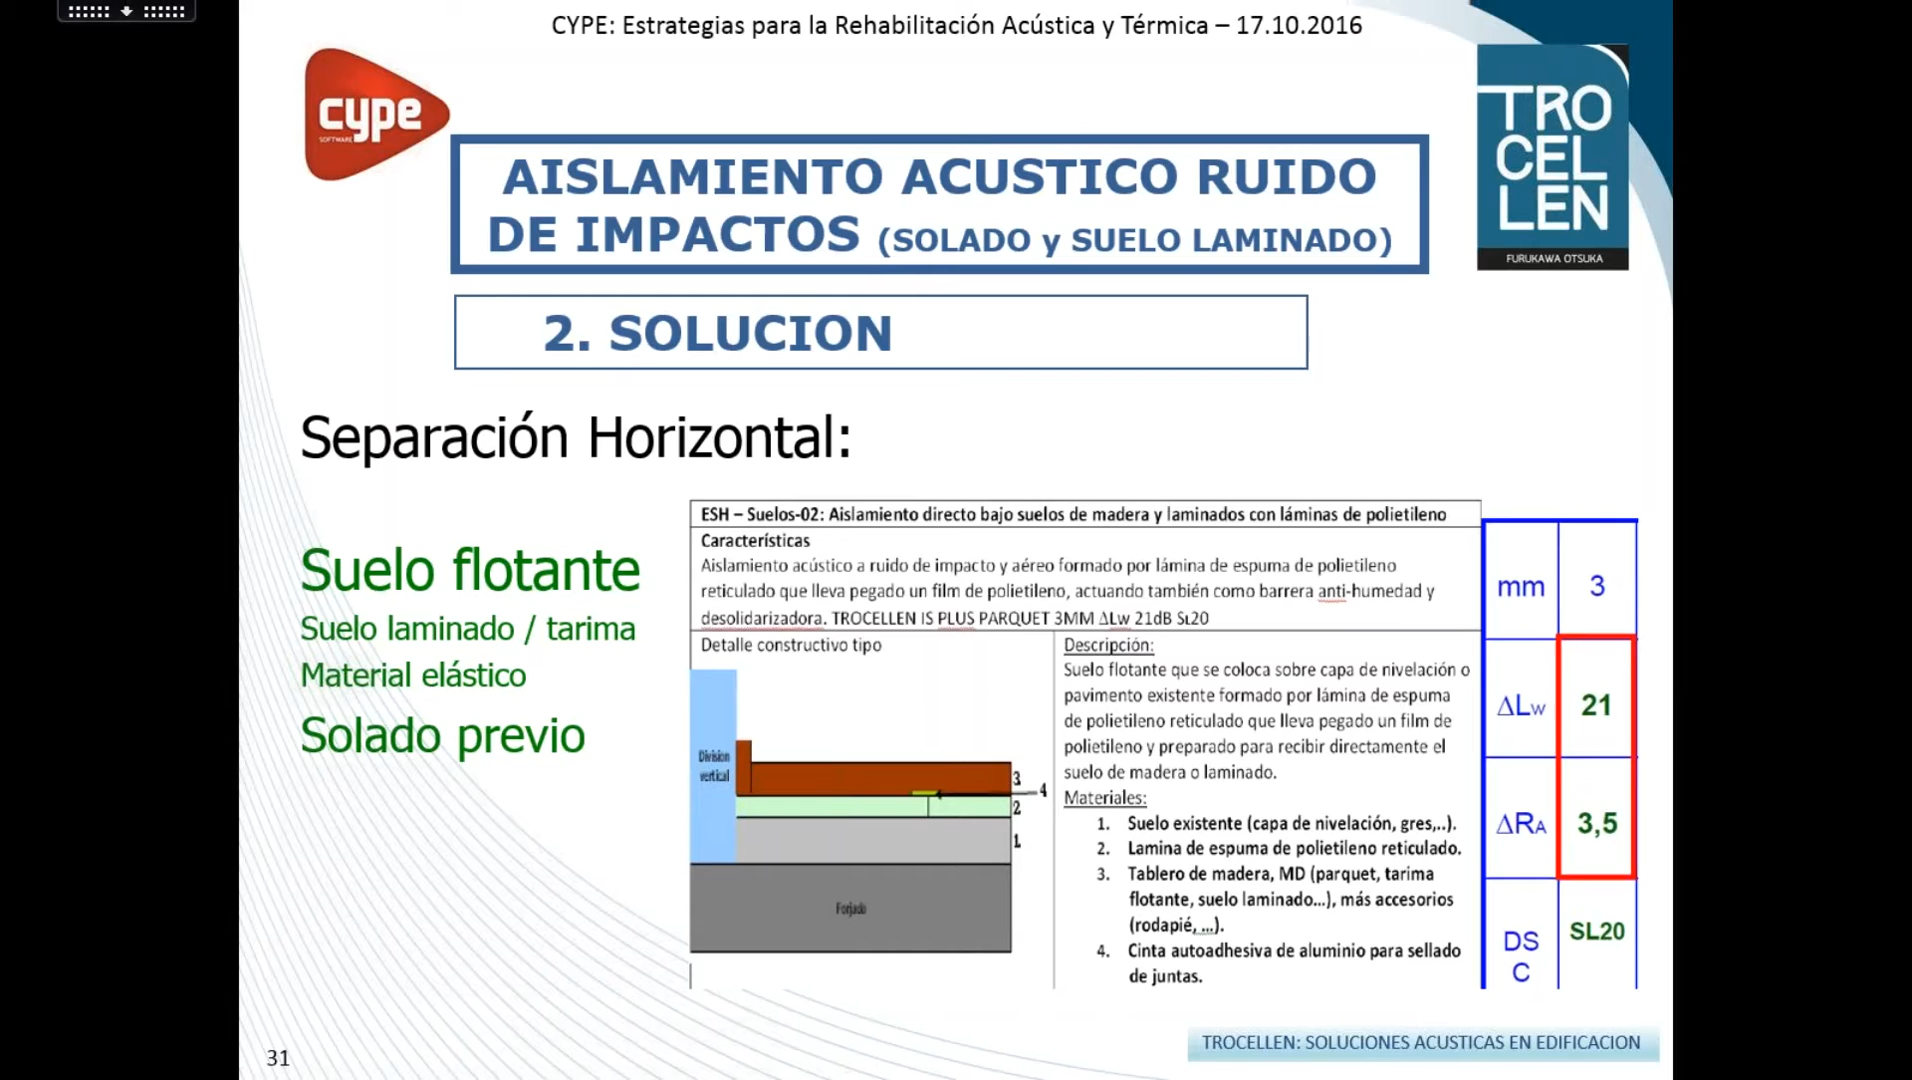 CYPE: Estrategias para la Rehabilitación Acústica y Térmica – 17.10.2016
cype
SOFTWARE
TRO
CEL
LEN
FURUKAWA OTSUKA
AISLAMIENTO ACUSTICO RUIDO
DE IMPACTOS (SOLADO y SUELO LAMINADO)
2. SOLUCION
Separación Horizontal:
Suelo flotante
Suelo laminado / tarima
Material elástico
Solado previo
ESH – Suelos-02: Aislamiento directo bajo suelos de madera y laminados con láminas de polietileno
Características
Aislamiento acústico a ruido de impacto y aéreo formado por lámina de espuma de polietileno
reticulado que lleva pegado un film de polietileno, actuando también como barrera anti-humedad y
desolidarizadora. TROCELLEN IS PLUS PARQUET 3MM ΔLw 21dB SL20
Detalle constructivo tipo
Division
vertical
3
4
2
1
Forjado
Descripción:
Suelo flotante que se coloca sobre capa de nivelación o
pavimento existente formado por lámina de espuma
de polietileno reticulado que lleva pegado un film de
polietileno y preparado para recibir directamente el
suelo de madera o laminado.
Materiales:
1. Suelo existente (capa de nivelación, gres,..).
2. Lamina de espuma de polietileno reticulado.
3. Tablero de madera, MD (parquet, tarima
flotante, suelo laminado...), más accesorios
(rodapié, ...).
4. Cinta autoadhesiva de aluminio para sellado
de juntas.
mm 3
ΔLW 21
ΔRA 3,5
DS SL20
C
TROCELLEN: SOLUCIONES ACUSTICAS EN EDIFICACION
31